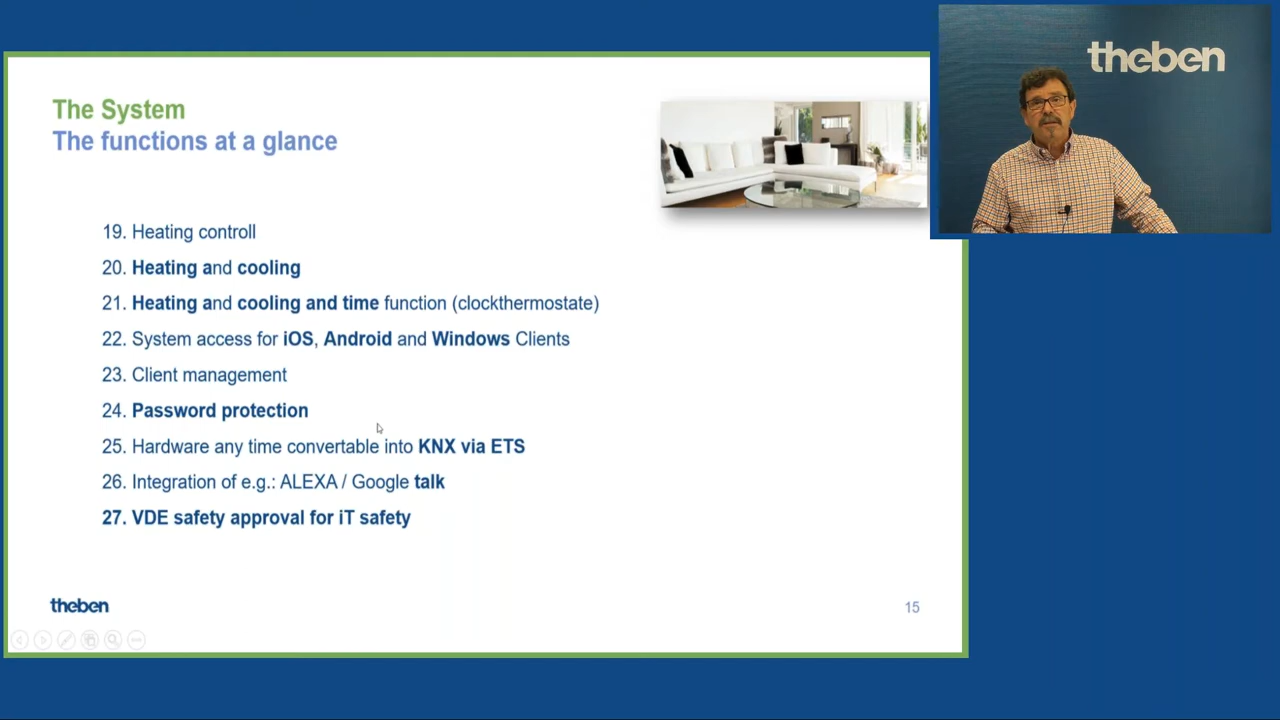 The System
The functions at a glance
19. Heating controll
20. Heating and cooling
21. Heating and cooling and time function (clockthermostate)
22. System access for iOS, Android and Windows Clients
23. Client management
24. Password protection
25. Hardware any time convertable into KNX via ETS
26. Integration of e.g.: ALEXA / Google talk
27. VDE safety approval for iT safety
theben
15
theben